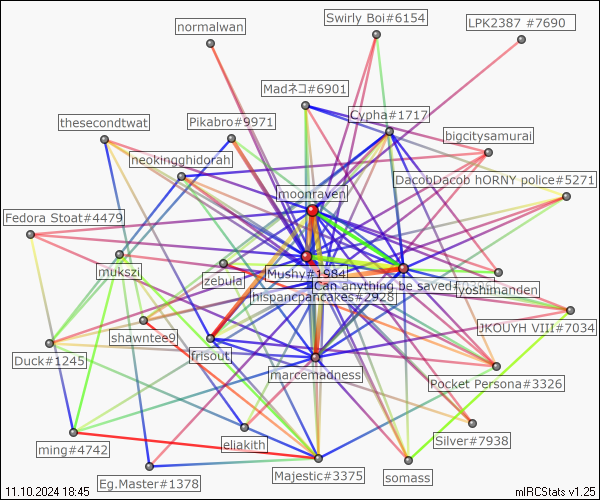 normalwan
Swirly Boi#6154
LPK2387 #7690
Madネコ#6901
Cypha#1717
thesecondtwat
Pikabro#9971
bigcitysamurai
neokingghidorah
DacobDacob hORNY police#5271
moonraven
Fedora Stoat#4479
mukszi
zebula
Mushy#1984
Can anything be saved
Yoshimanden
hispancpancakes#2928
shawntee9
JKOUYH VIII#7034
Duck#1245
frisout
marcemadness
Pocket Persona#3326
ming#4742
eliakith
Silver#7938
Eg.Master#1378
Majestic#3375
somass
11.10.2024 18:45
mIRCStats v1.25